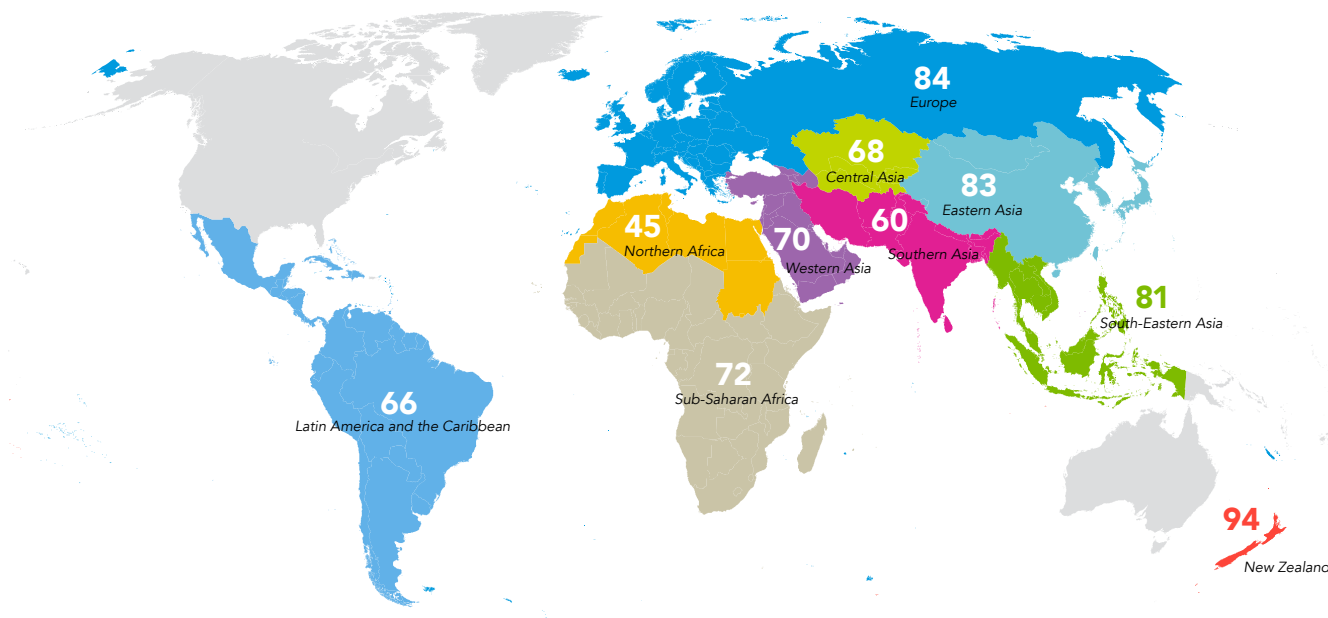 84
Europe
68
Central Asia
83
Eastern Asia
45
Northern Africa
70
Western Asia
60
Southern Asia
81
South-Eastern Asia
72
Sub-Saharan Africa
66
Latin America and the Caribbean
94
New Zealand